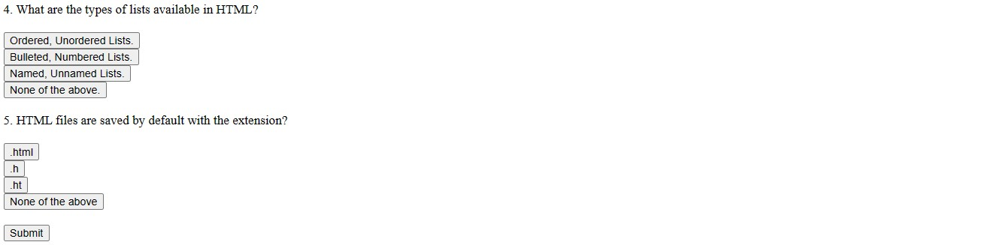 4. What are the types of lists available in HTML?
Ordered, Unordered Lists.
Bulleted, Numbered Lists.
Named, Unnamed Lists.
None of the above.
5. HTML files are saved by default with the extension?
.html
.h
.ht
None of the above
Submit